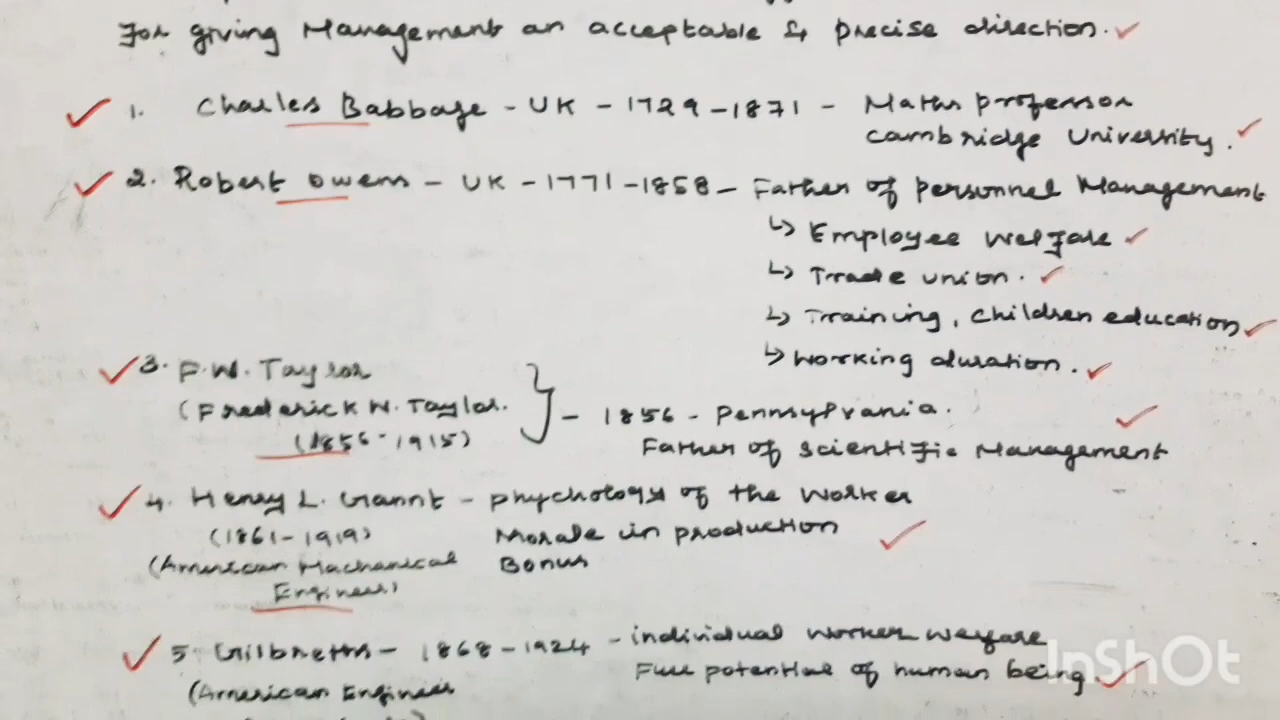 For giving Management an acceptable & precise direction.
1. Charles Babbage - UK - 1729-1871 - Maths professor
Cambridge University.
2. Robert Owens - UK - 1771-1858 - Father of personnel Management
↳ Employee welfare
↳ Trade union.
↳ Training, children education
↳ Working duration.
3. F.W. Taylor
(Frederick W. Taylor.
(1856-1915)
} - 1856 - Pennsylvania.
Father of scientific Management
4. Henry L. Gannt - phychology of the worker
(1861-1919) Morale in production
(American Machanical Bonus
Engineer)
5. Gilbreths - 1868-1924 - individual worker welfare
Full potential of human being.
(American Engineer
InShOt